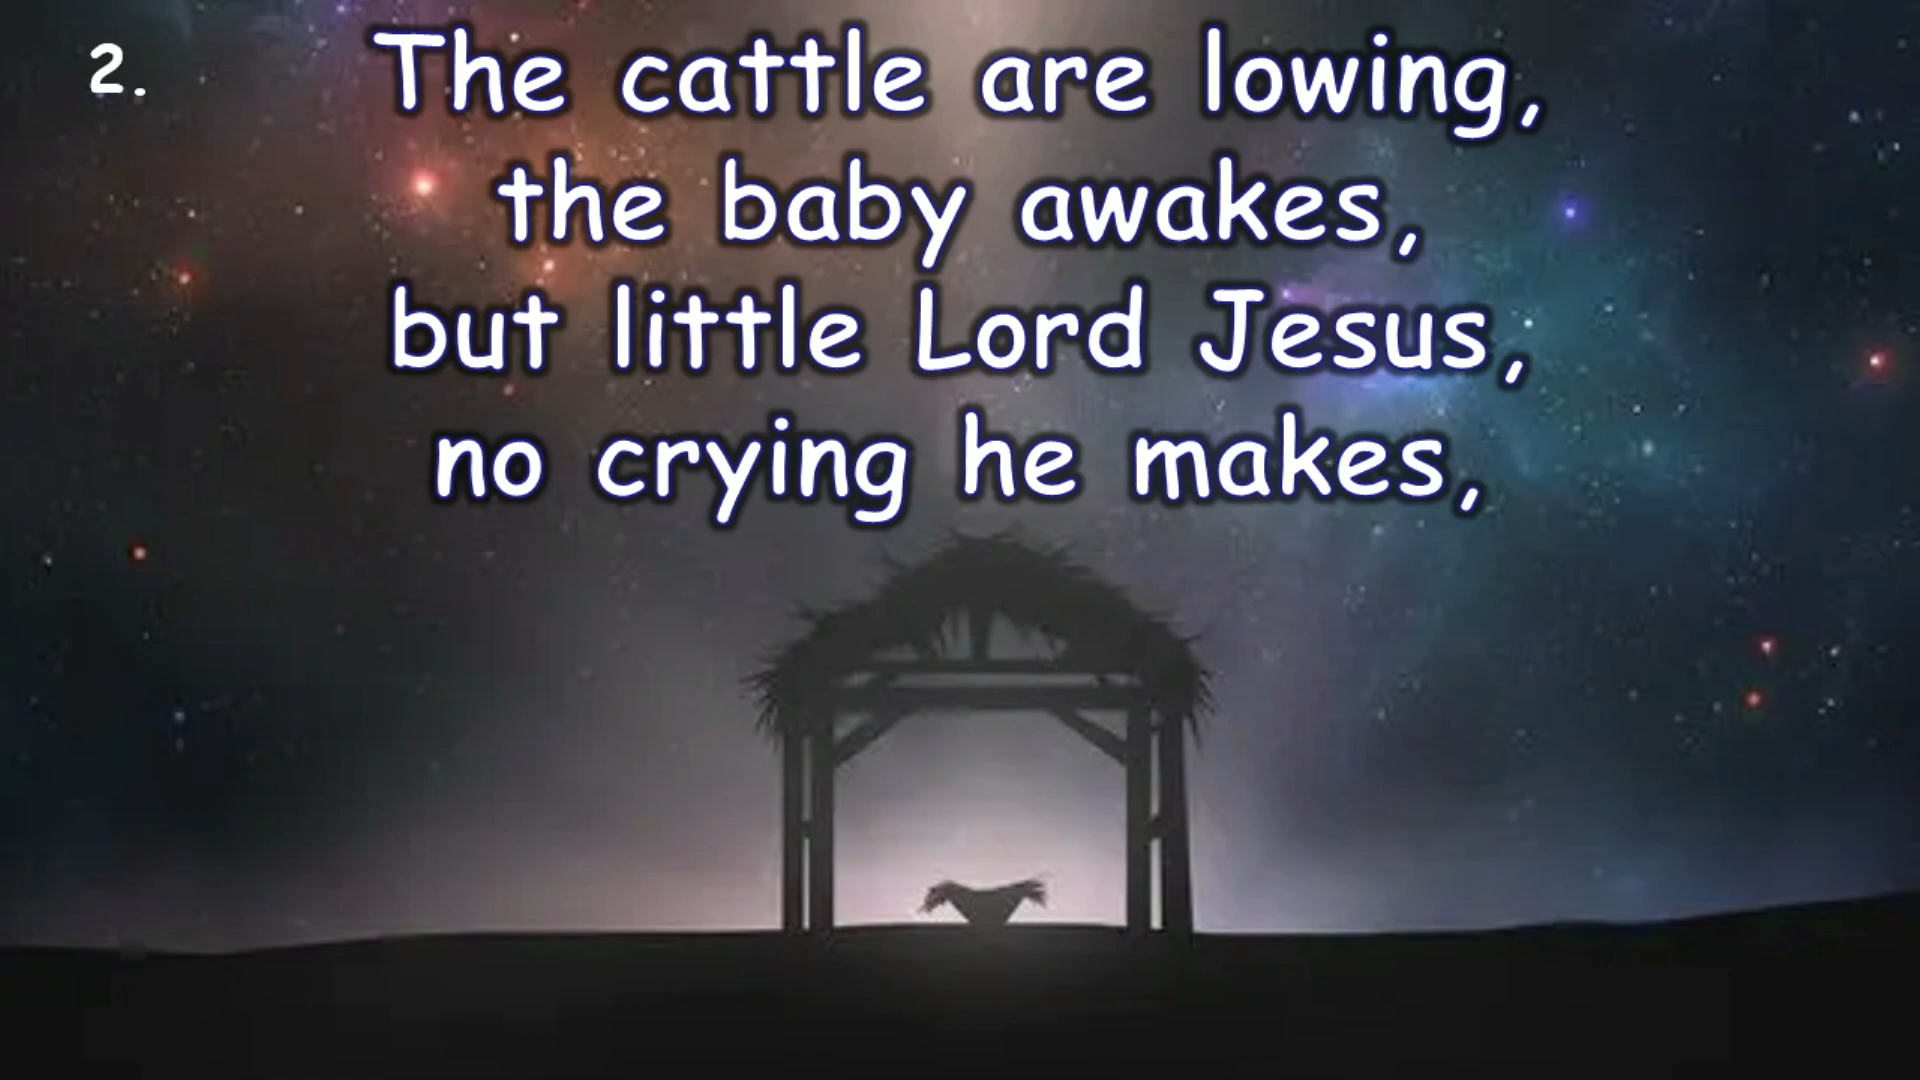 2.
The cattle are lowing,
the baby awakes,
but little Lord Jesus,
no crying he makes,